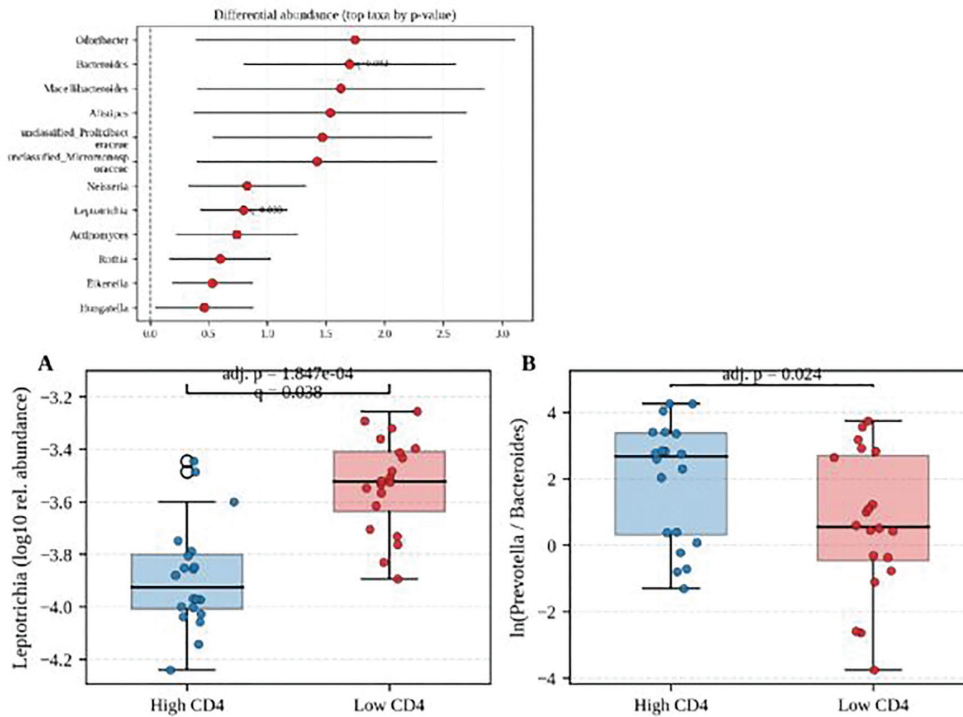 Differential abundance (top taxa by p-value)
Odoribacter
Bacteroides
Macellibacteroides
Alistipes
unclassified_Prolixibact
eraceae
unclassified_Micromonosp
oraceae
Neisseria
Leptotrichia
Actinomyces
Rothia
Eikenella
Hungatella
0.0 0.5 1.0 1.5 2.0 2.5 3.0
A
adj. p = 1.847e-04
q = 0.038
Leptotrichia (log10 rel. abundance)
−3.2
−3.4
−3.6
−3.8
−4.0
−4.2
High CD4 Low CD4
B
adj. p = 0.024
ln(Prevotella / Bacteroides)
4
2
0
−2
−4
High CD4 Low CD4